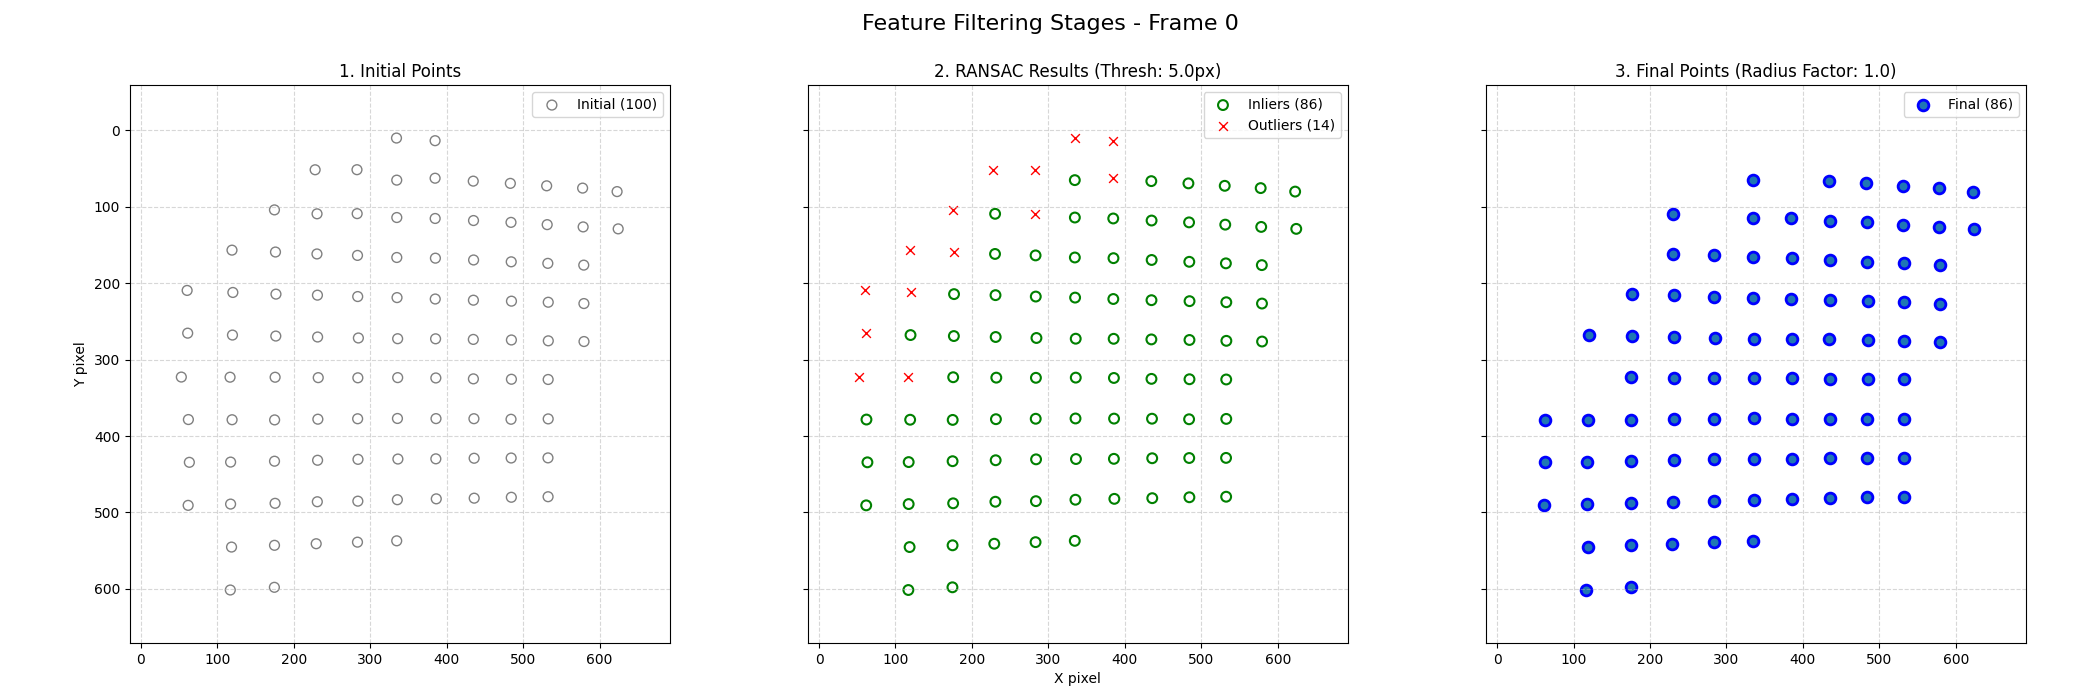 Feature Filtering Stages - Frame 0
1. Initial Points
2. RANSAC Results (Thresh: 5.0px)
3. Final Points (Radius Factor: 1.0)
Initial (100)
Inliers (86)
Outliers (14)
Final (86)
Y pixel
0
100
200
300
400
500
600
0 100 200 300 400 500 600
0 100 200 300 400 500 600
0 100 200 300 400 500 600
X pixel